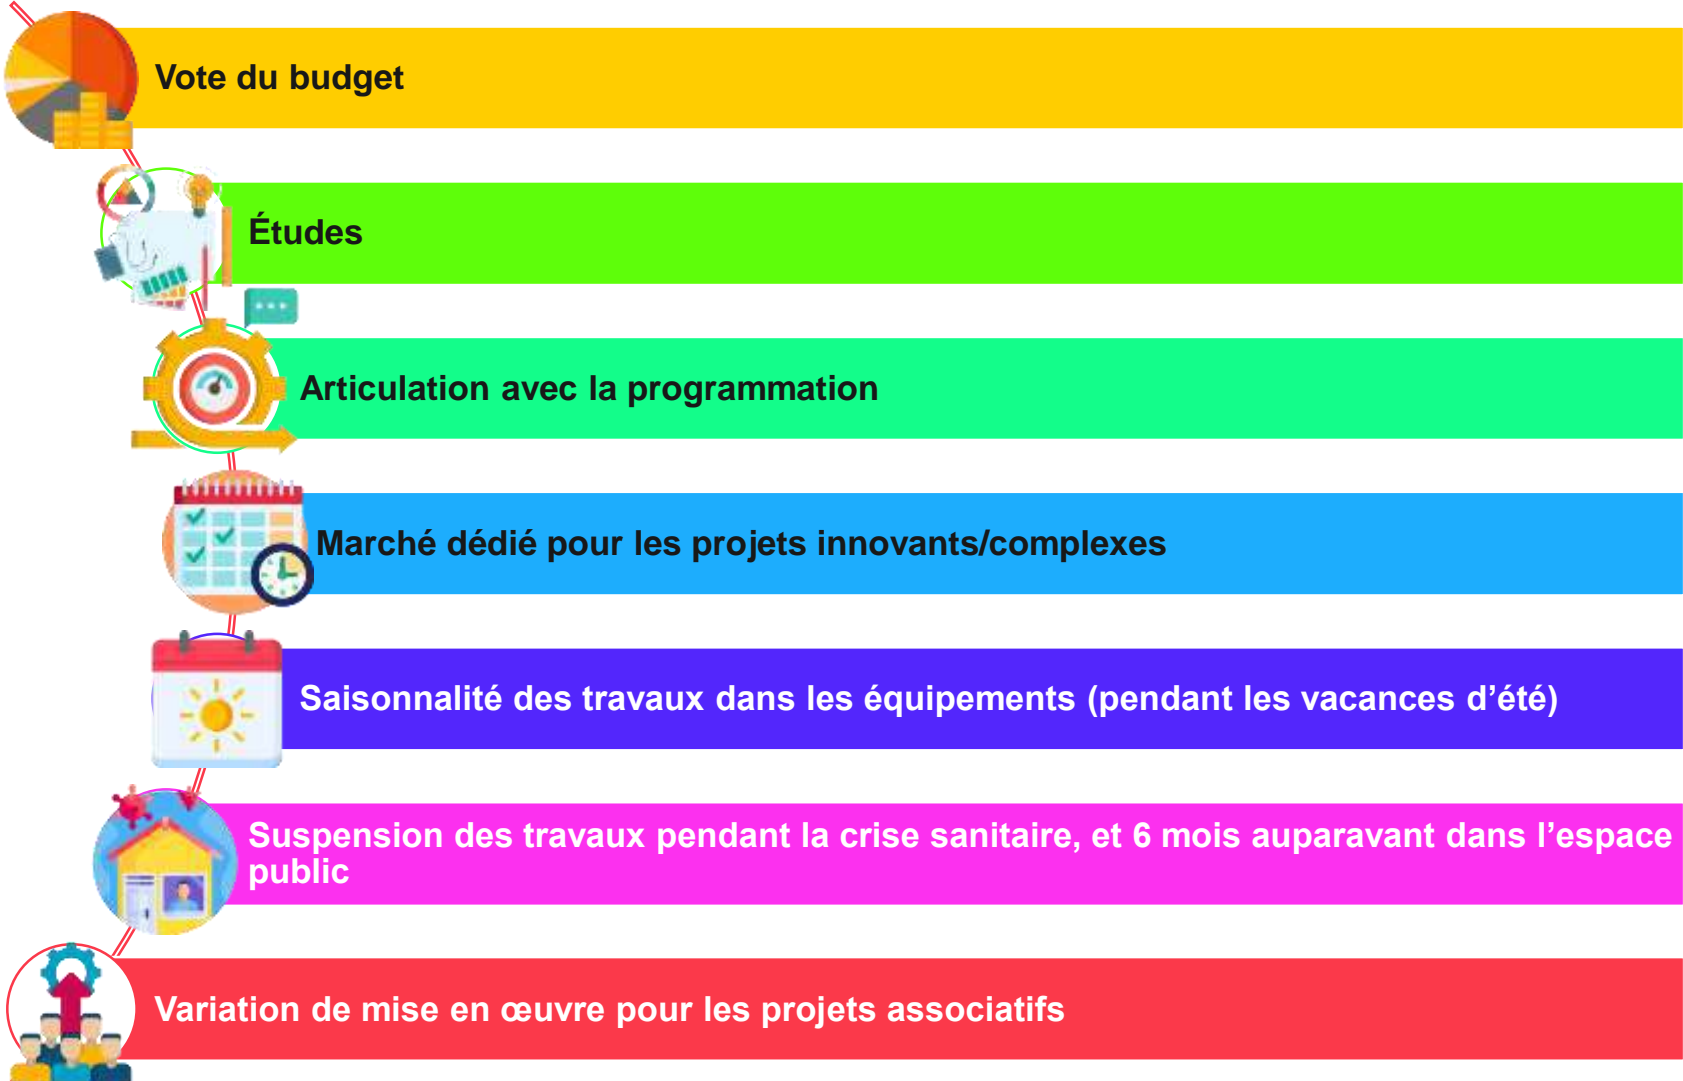 Vote du budget
Études
Articulation avec la programmation
Marché dédié pour les projets innovants/complexes
Saisonnalité des travaux dans les équipements (pendant les vacances d’été)
Suspension des travaux pendant la crise sanitaire, et 6 mois auparavant dans l’espace
public
Variation de mise en œuvre pour les projets associatifs